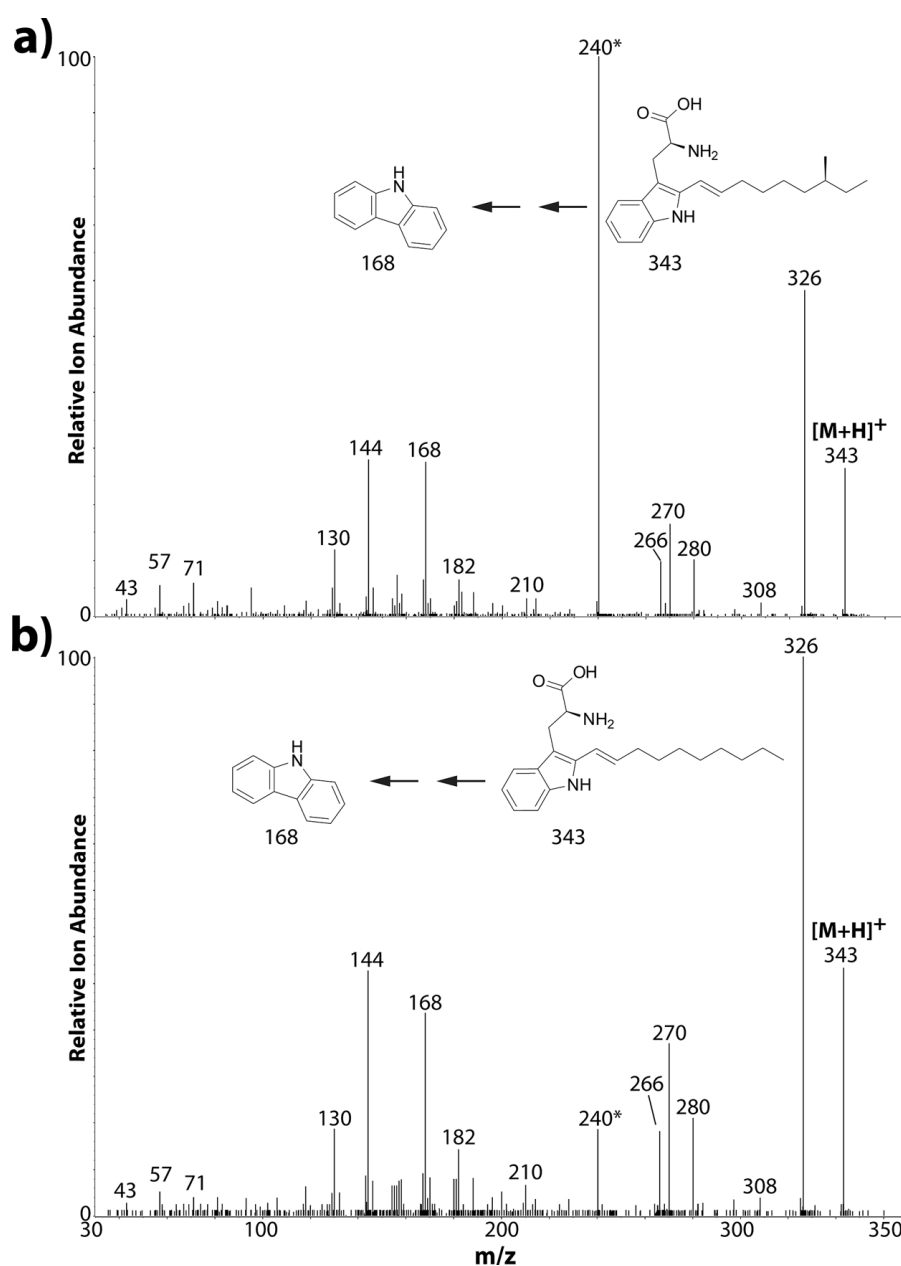 a)
100
240*
O
OH
NH2
H
N
NH
168
343
326
[M+H]+
343
Relative Ion Abundance
144
168
130
270
266
280
57
71
43
182
210
308
0
b)
100
326
O
OH
NH2
H
N
NH
168
343
[M+H]+
343
Relative Ion Abundance
144
168
270
266
280
130
240*
182
57
71
43
210
308
0
30
100
200
300
350
m/z